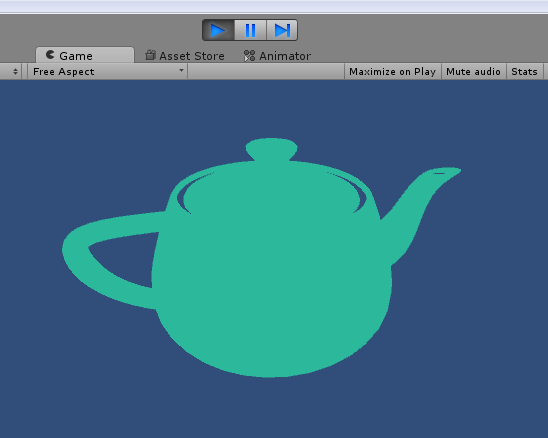 Game Asset Store Animator
Free Aspect Maximize on Play Mute audio Stats